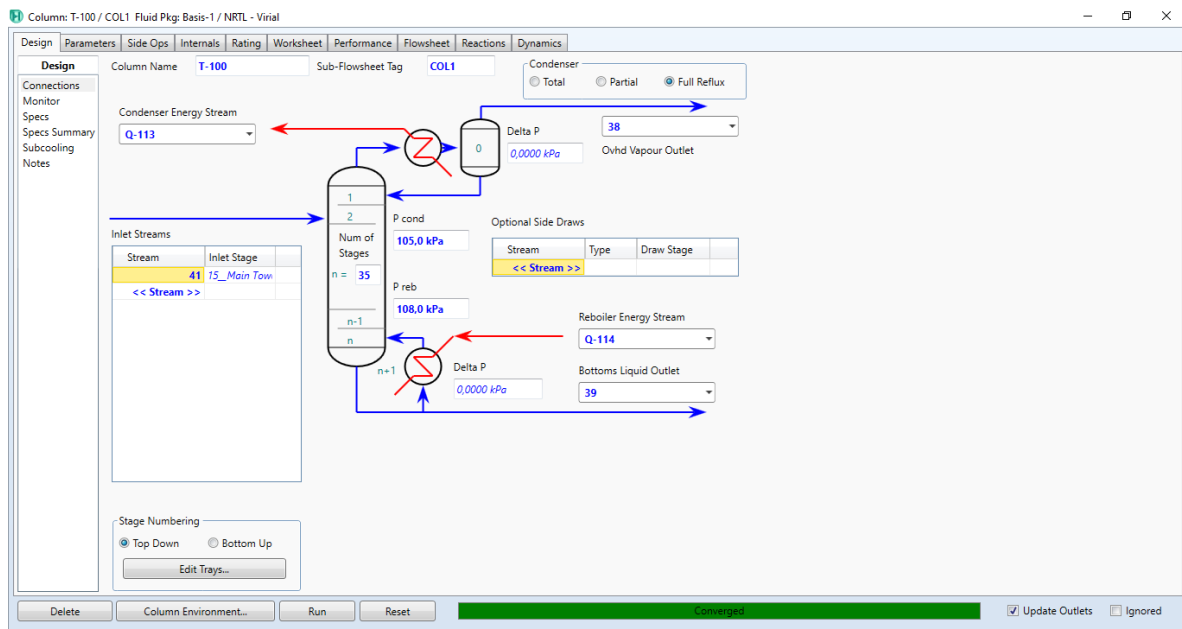 Column: T-100 / COL1 Fluid Pkg: Basis-1 / NRTL - Virial
Design Parameters Side Ops Internals Rating Worksheet Performance Flowsheet Reactions Dynamics
Design
Connections
Monitor
Specs
Specs Summary
Subcooling
Notes
Column Name T-100
Sub-Flowsheet Tag COL1
Condenser
Total Partial Full Reflux
Condenser Energy Stream
Q-113
0
Delta P
0,0000 kPa
38
Ovhd Vapour Outlet
1
2
Num of
Stages
n = 35
n-1
n
n+1
P cond
105,0 kPa
P reb
108,0 kPa
Inlet Streams
Stream Inlet Stage
41 15__Main Tow
<< Stream >>
Optional Side Draws
Stream Type Draw Stage
<< Stream >>
Reboiler Energy Stream
Q-114
Delta P
0,0000 kPa
Bottoms Liquid Outlet
39
Stage Numbering
Top Down Bottom Up
Edit Trays...
Delete Column Environment... Run Reset Converged Update Outlets Ignored